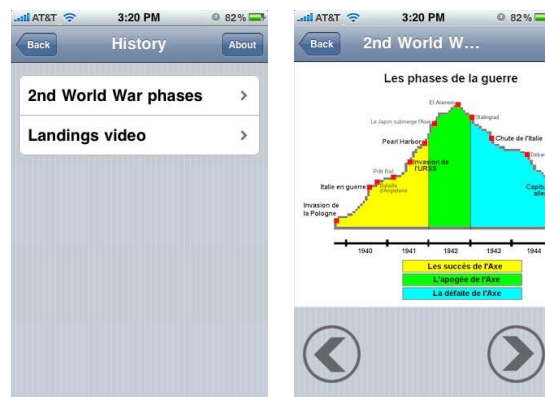 AT&T 3:20 PM 82%
Back History About
2nd World War phases
Landings video
AT&T 3:20 PM 82%
Back 2nd World W...
Les phases de la guerre
El Alamein
Le Japon submerge l'Asie
Stalingrad
Pearl Harbor
Chute de l'Italie
Invasion de
l'URSS
Prêt Bail
Italie en guerre
Bataille
d'Angleterre
Invasion de
la Pologne
1940 1941 1942 1943 1944
Les succès de l'Axe
L'apogée de l'Axe
La défaite de l'Axe